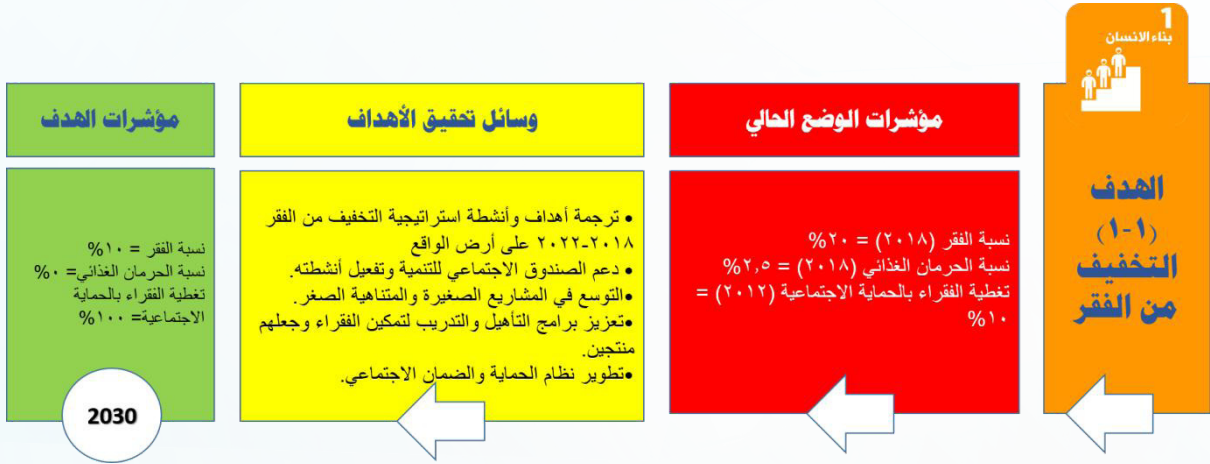 1
بناء الانسان
الهدف
(١-١)
التخفيف
من الفقر
مؤشرات الوضع الحالي
نسبة الفقر (٢٠١٨) = ٢٠%
نسبة الحرمان الغذائي (٢٠١٨) = ٢,٥%
تغطية الفقراء بالحماية الاجتماعية (٢٠١٢) =
١٠%
وسائل تحقيق الأهداف
• ترجمة أهداف وأنشطة استراتيجية التخفيف من الفقر
٢٠١٨-٢٠٢٢ على أرض الواقع
• دعم الصندوق الاجتماعي للتنمية وتفعيل أنشطته.
•التوسع في المشاريع الصغيرة والمتناهية الصغر.
•تعزيز برامج التأهيل والتدريب لتمكين الفقراء وجعلهم
منتجين.
•تطوير نظام الحماية والضمان الاجتماعي.
مؤشرات الهدف
نسبة الفقر = ١٠%
نسبة الحرمان الغذائي= ٠%
تغطية الفقراء بالحماية
الاجتماعية= ١٠٠%
2030